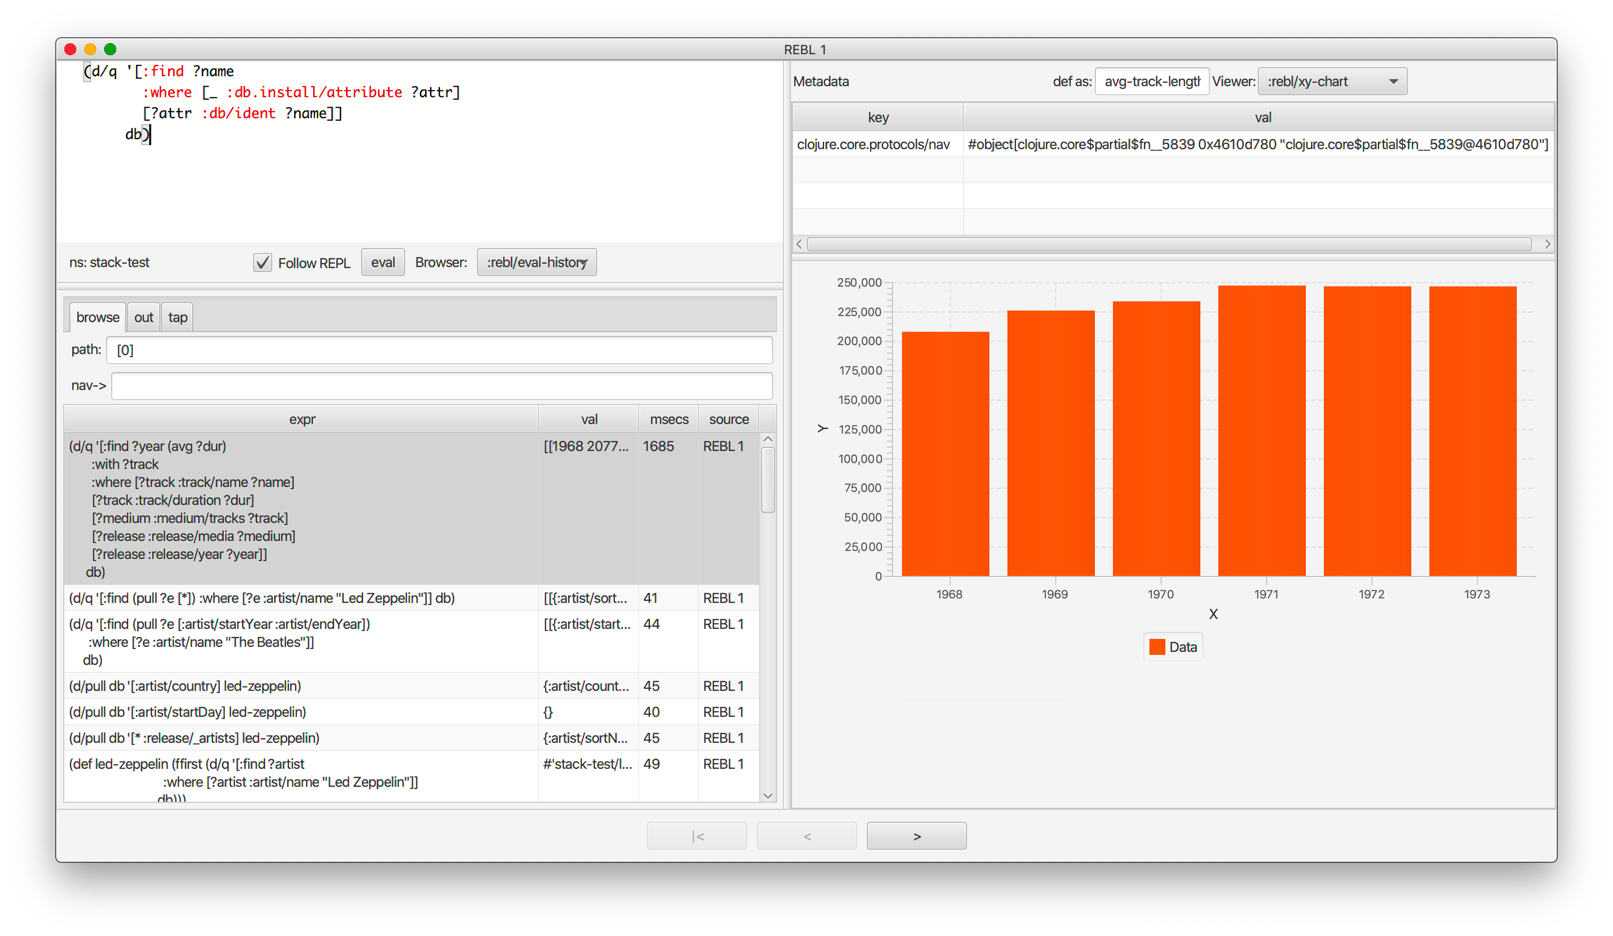 REBL 1
(d/q '[:find ?name
:where [_ :db.install/attribute ?attr]
[?attr :db/ident ?name]]
db)
ns: stack-test
Follow REPL
eval
Browser:
:rebl/eval-history
browse
out
tap
path:
[0]
nav->
expr val msecs source
(d/q '[:find ?year (avg ?dur) [[1968 2077... 1685 REBL 1
:with ?track
:where [?track :track/name ?name]
[?track :track/duration ?dur]
[?medium :medium/tracks ?track]
[?release :release/media ?medium]
[?release :release/year ?year]]
db)
(d/q '[:find (pull ?e [*]) :where [?e :artist/name "Led Zeppelin"]] db) [[{:artist/sort... 41 REBL 1
(d/q '[:find (pull ?e [:artist/startYear :artist/endYear]) [[{:artist/start... 44 REBL 1
:where [?e :artist/name "The Beatles"]]
db)
(d/pull db '[:artist/country] led-zeppelin) {:artist/count... 45 REBL 1
(d/pull db '[:artist/startDay] led-zeppelin) {} 40 REBL 1
(d/pull db '[* :release/_artists] led-zeppelin) {:artist/sortN... 45 REBL 1
(def led-zeppelin (ffirst (d/q '[:find ?artist #'stack-test/l... 49 REBL 1
:where [?artist :artist/name "Led Zeppelin"]]
db)))
Metadata
def as:
avg-track-length
Viewer:
:rebl/xy-chart
key val
clojure.core.protocols/nav #object[clojure.core$partial$fn__5839 0x4610d780 "clojure.core$partial$fn__5839@4610d780"]
250,000
225,000
200,000
175,000
150,000
125,000
100,000
75,000
50,000
25,000
0
Y
1968 1969 1970 1971 1972 1973
X
Data
|<
<
>